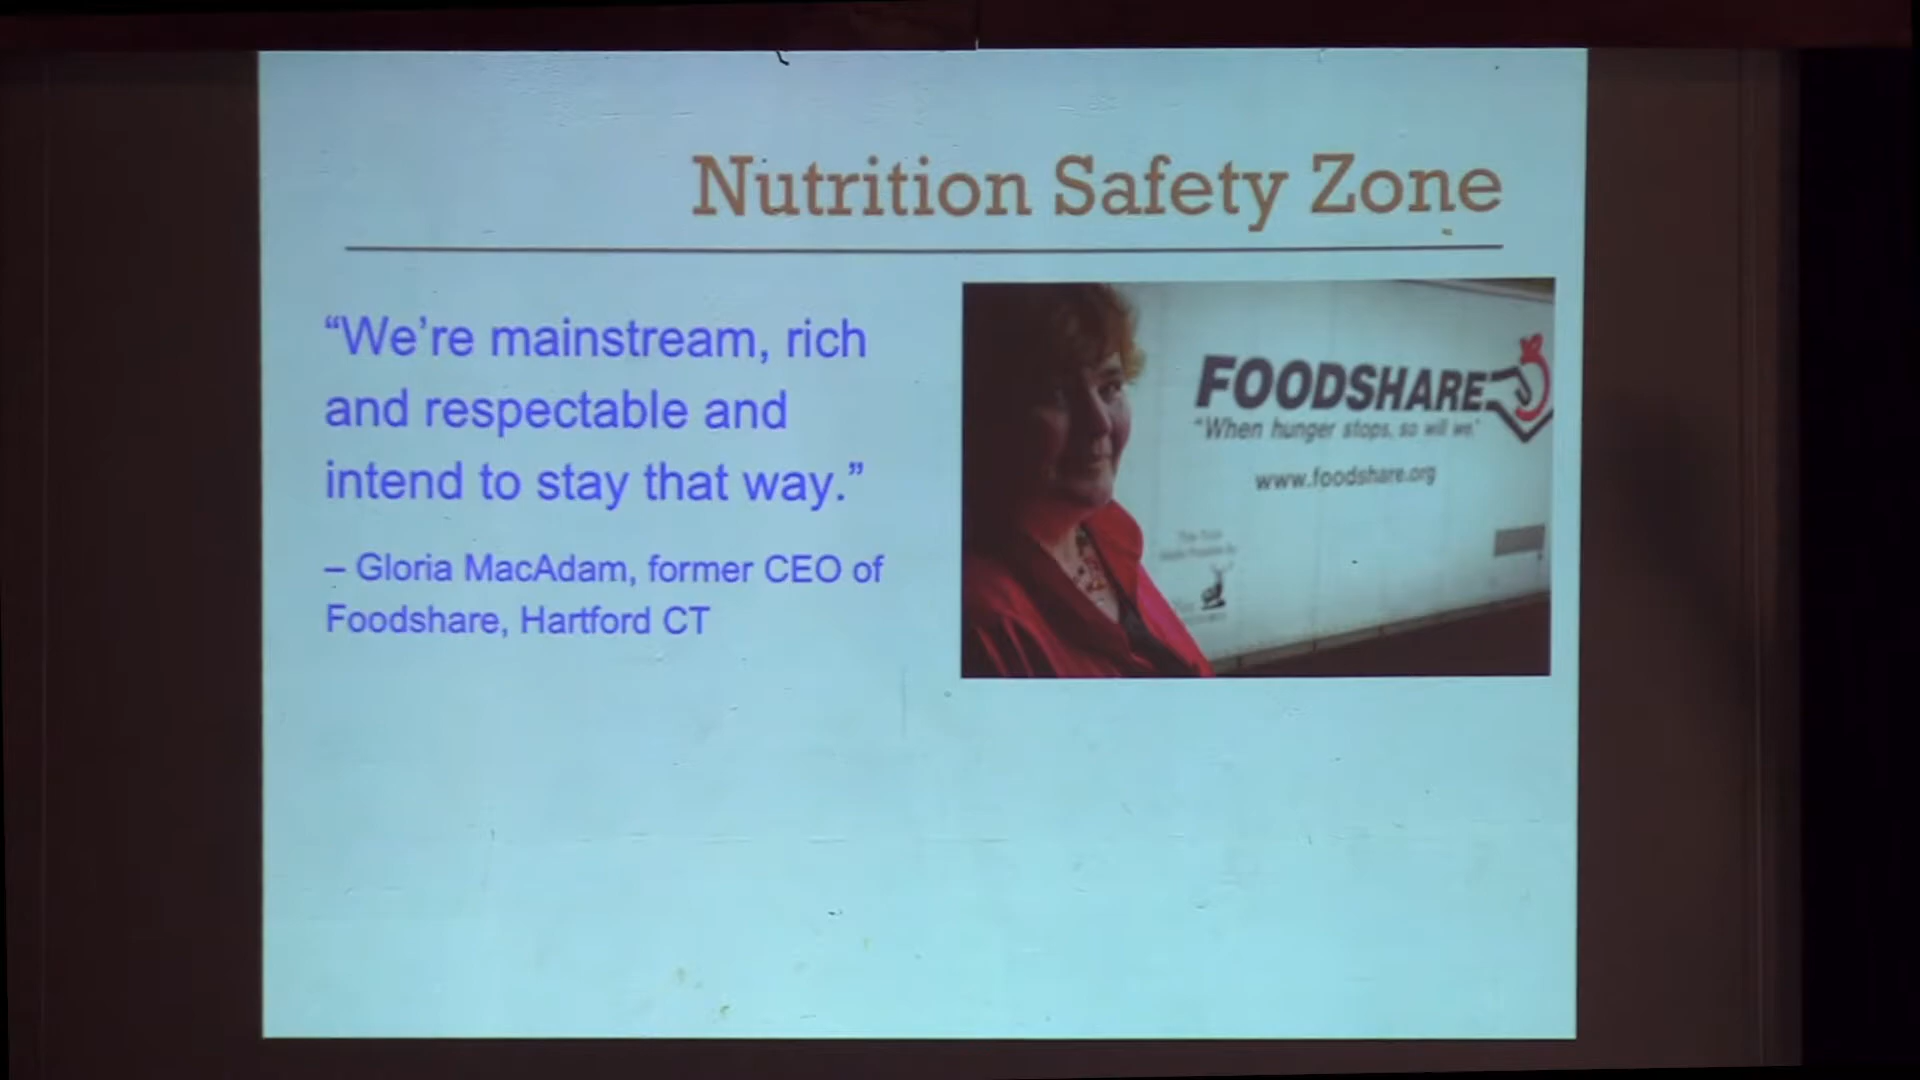 Nutrition Safety Zone
“We’re mainstream, rich
and respectable and
intend to stay that way.”
– Gloria MacAdam, former CEO of
Foodshare, Hartford CT
FOODSHARE
"When hunger stops, so will we."
www.foodshare.org